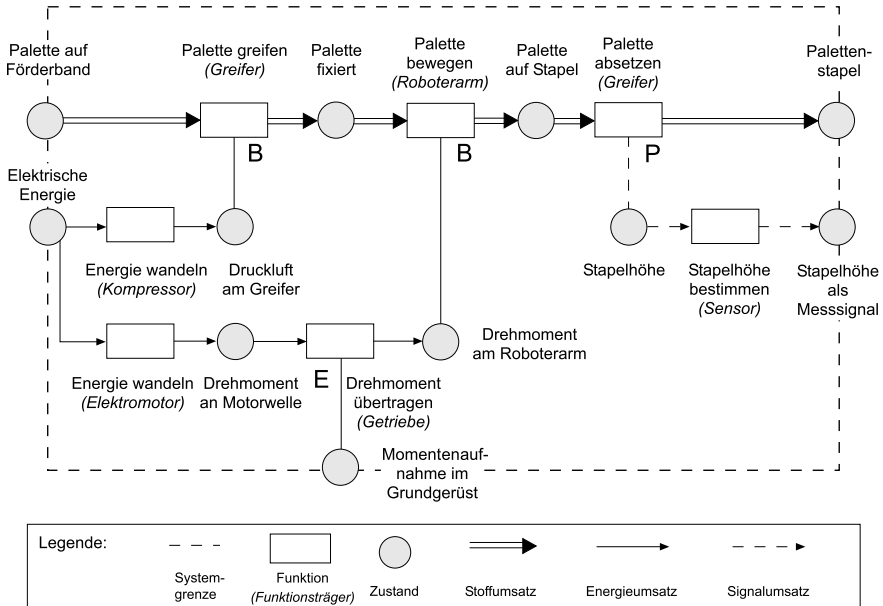 Palette auf
Förderband
Palette greifen
(Greifer)
Palette
fixiert
Palette
bewegen
(Roboterarm)
Palette
auf Stapel
Palette
absetzen
(Greifer)
Paletten-
stapel
B
B
P
Elektrische
Energie
Energie wandeln
(Kompressor)
Druckluft
am Greifer
Stapelhöhe
Stapelhöhe
bestimmen
(Sensor)
Stapelhöhe
als
Messsignal
Energie wandeln
(Elektromotor)
Drehmoment
an Motorwelle
E
Drehmoment
übertragen
(Getriebe)
Drehmoment
am Roboterarm
Momentenauf-
nahme im
Grundgerüst
Legende:
System-
grenze
Funktion
(Funktionsträger)
Zustand
Stoffumsatz
Energieumsatz
Signalumsatz